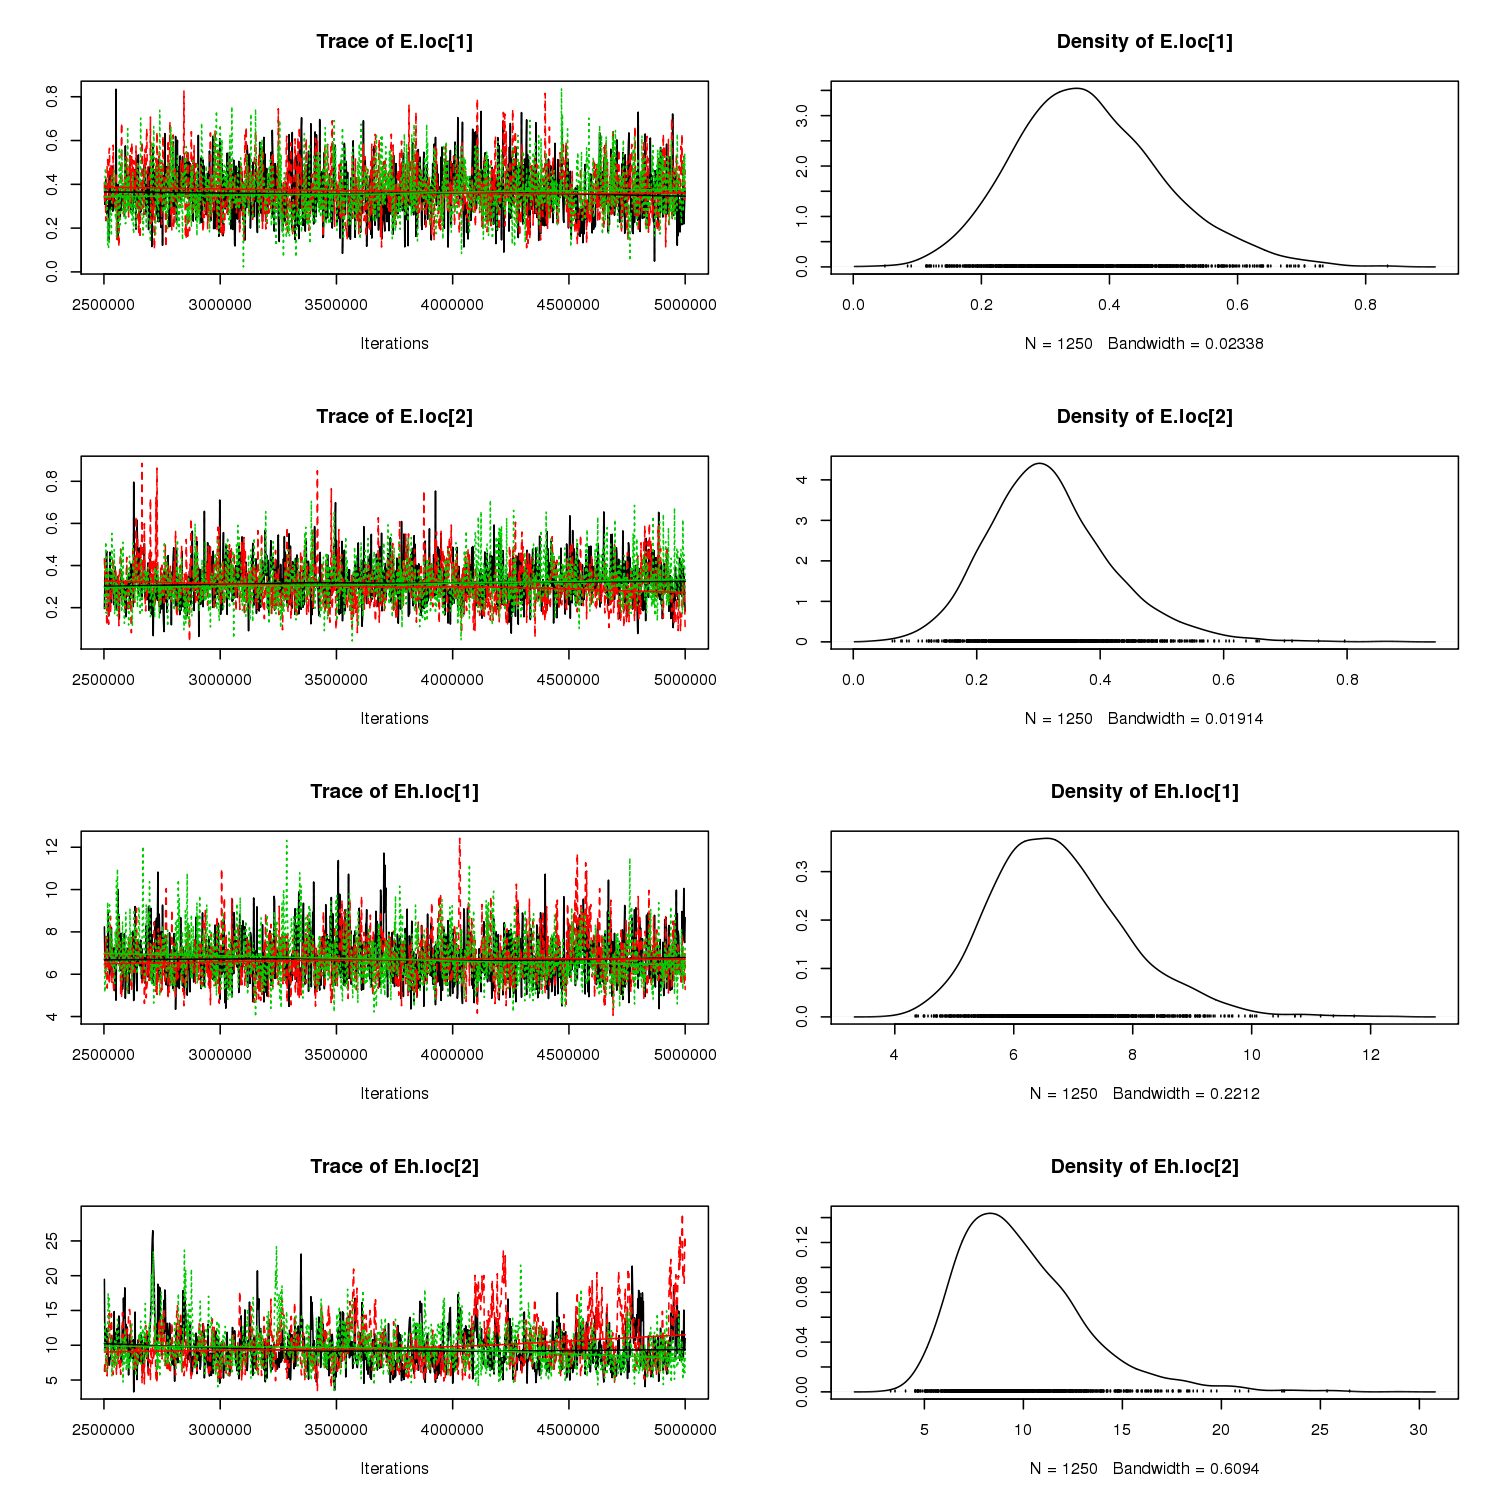 Trace of E.loc[1]
0.0 0.2 0.4 0.6 0.8
2500000 3000000 3500000 4000000 4500000 5000000
Iterations
Density of E.loc[1]
0.0 1.0 2.0 3.0
0.0 0.2 0.4 0.6 0.8
N = 1250 Bandwidth = 0.02338
Trace of E.loc[2]
0.2 0.4 0.6 0.8
2500000 3000000 3500000 4000000 4500000 5000000
Iterations
Density of E.loc[2]
0 1 2 3 4
0.0 0.2 0.4 0.6 0.8
N = 1250 Bandwidth = 0.01914
Trace of Eh.loc[1]
4 6 8 10 12
2500000 3000000 3500000 4000000 4500000 5000000
Iterations
Density of Eh.loc[1]
0.0 0.1 0.2 0.3
4 6 8 10 12
N = 1250 Bandwidth = 0.2212
Trace of Eh.loc[2]
5 10 15 20 25
2500000 3000000 3500000 4000000 4500000 5000000
Iterations
Density of Eh.loc[2]
0.00 0.04 0.08 0.12
5 10 15 20 25 30
N = 1250 Bandwidth = 0.6094